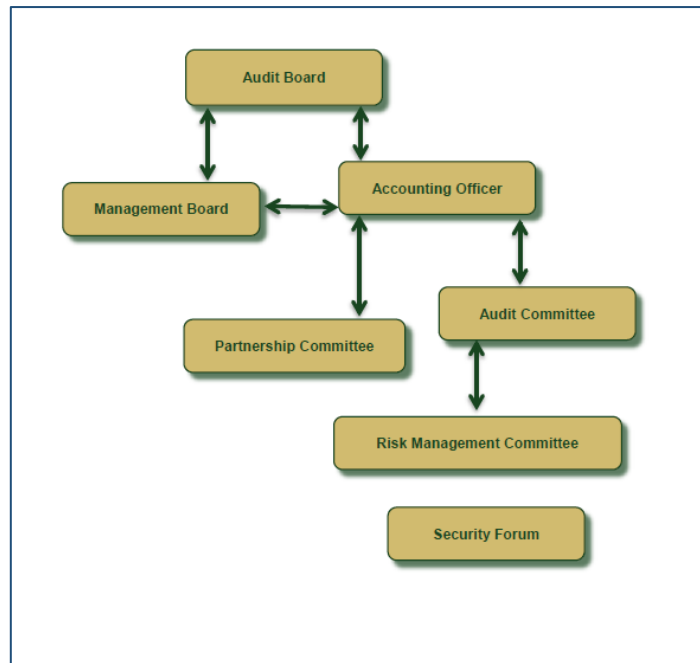 Audit Board
Accounting Officer
Management Board
Audit Committee
Partnership Committee
Risk Management Committee
Security Forum